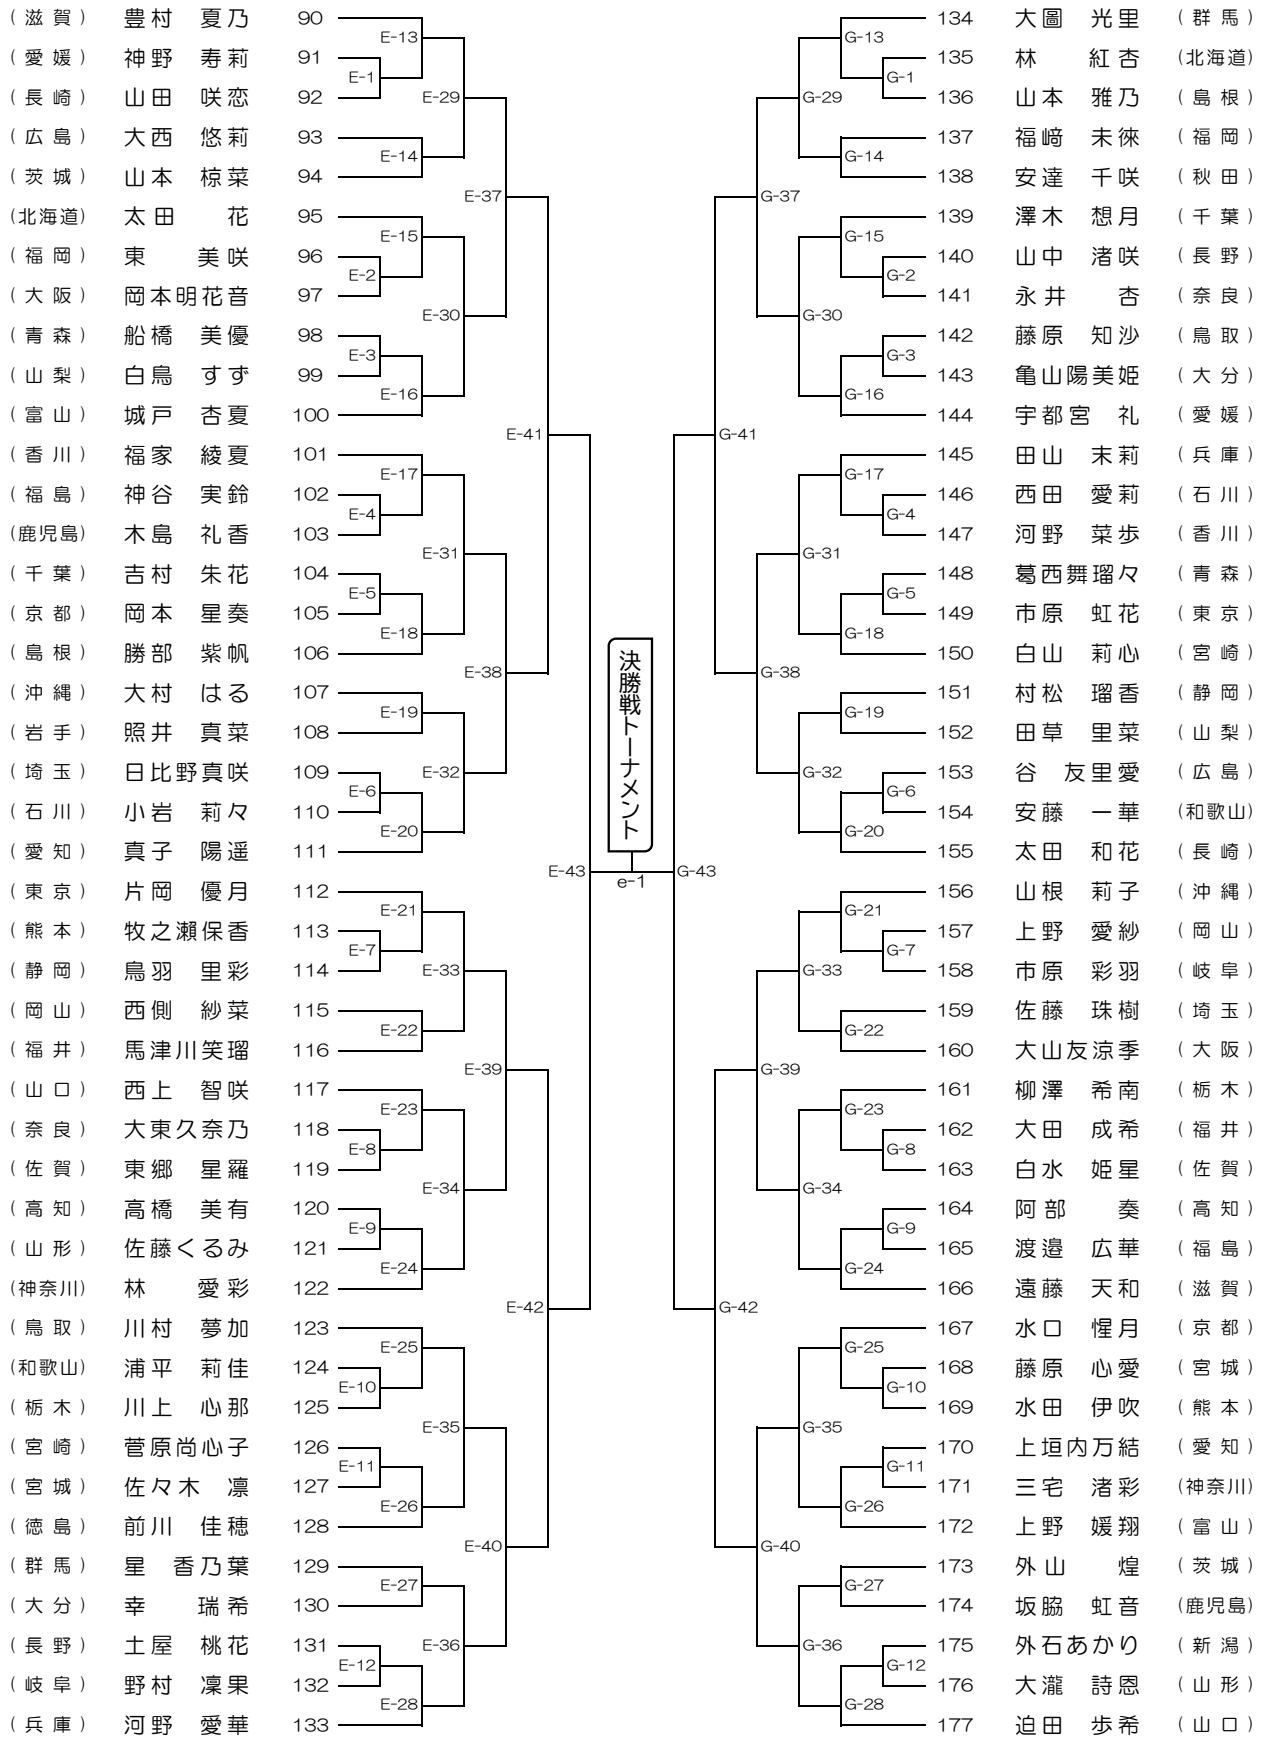 (滋賀) 豊村 夏乃 90
(愛媛) 神野 寿莉 91
(長崎) 山田 咲恋 92
(広島) 大西 悠莉 93
(茨城) 山本 椋菜 94
(北海道) 太田 花 95
(福岡) 東 美咲 96
(大阪) 岡本明花音 97
(青森) 船橋 美優 98
(山梨) 白鳥 すず 99
(富山) 城戸 杏夏 100
(香川) 福家 綾夏 101
(福島) 神谷 実鈴 102
(鹿児島) 木島 礼香 103
(千葉) 吉村 朱花 104
(京都) 岡本 星奏 105
(島根) 勝部 紫帆 106
(沖縄) 大村 はる 107
(岩手) 照井 真菜 108
(埼玉) 日比野真咲 109
(石川) 小岩 莉々 110
(愛知) 真子 陽遥 111
(東京) 片岡 優月 112
(熊本) 牧之瀬保香 113
(静岡) 鳥羽 里彩 114
(岡山) 西側 紗菜 115
(福井) 馬津川笑瑠 116
(山口) 西上 智咲 117
(奈良) 大東久奈乃 118
(佐賀) 東郷 星羅 119
(高知) 高橋 美有 120
(山形) 佐藤くるみ 121
(神奈川) 林 愛彩 122
(鳥取) 川村 夢加 123
(和歌山) 浦平 莉佳 124
(栃木) 川上 心那 125
(宮崎) 菅原尚心子 126
(宮城) 佐々木 凛 127
(徳島) 前川 佳穂 128
(群馬) 星 香乃葉 129
(大分) 幸 瑞希 130
(長野) 土屋 桃花 131
(岐阜) 野村 凜果 132
(兵庫) 河野 愛華 133
E-1
E-2
E-3
E-4
E-5
E-6
E-7
E-8
E-9
E-10
E-11
E-12
E-13
E-14
E-15
E-16
E-17
E-18
E-19
E-20
E-21
E-22
E-23
E-24
E-25
E-26
E-27
E-28
E-29
E-30
E-31
E-32
E-33
E-34
E-35
E-36
E-37
E-38
E-39
E-40
E-41
E-42
E-43
決勝戦トーナメント
e-1
G-43
G-41
G-42
G-37
G-38
G-39
G-40
G-29
G-30
G-31
G-32
G-33
G-34
G-35
G-36
G-13
G-14
G-15
G-16
G-17
G-18
G-19
G-20
G-21
G-22
G-23
G-24
G-25
G-26
G-27
G-28
G-1
G-2
G-3
G-4
G-5
G-6
G-7
G-8
G-9
G-10
G-11
G-12
134 大圖 光里 (群馬)
135 林 紅杏 (北海道)
136 山本 雅乃 (島根)
137 福﨑 未徠 (福岡)
138 安達 千咲 (秋田)
139 澤木 想月 (千葉)
140 山中 渚咲 (長野)
141 永井 杏 (奈良)
142 藤原 知沙 (鳥取)
143 亀山陽美姫 (大分)
144 宇都宮 礼 (愛媛)
145 田山 末莉 (兵庫)
146 西田 愛莉 (石川)
147 河野 菜歩 (香川)
148 葛西舞瑠々 (青森)
149 市原 虹花 (東京)
150 白山 莉心 (宮崎)
151 村松 瑠香 (静岡)
152 田草 里菜 (山梨)
153 谷 友里愛 (広島)
154 安藤 一華 (和歌山)
155 太田 和花 (長崎)
156 山根 莉子 (沖縄)
157 上野 愛紗 (岡山)
158 市原 彩羽 (岐阜)
159 佐藤 珠樹 (埼玉)
160 大山友涼季 (大阪)
161 柳澤 希南 (栃木)
162 大田 成希 (福井)
163 白水 姫星 (佐賀)
164 阿部 奏 (高知)
165 渡邉 広華 (福島)
166 遠藤 天和 (滋賀)
167 水口 惺月 (京都)
168 藤原 心愛 (宮城)
169 水田 伊吹 (熊本)
170 上垣内万結 (愛知)
171 三宅 渚彩 (神奈川)
172 上野 媛翔 (富山)
173 外山 煌 (茨城)
174 坂脇 虹音 (鹿児島)
175 外石あかり (新潟)
176 大瀧 詩恩 (山形)
177 迫田 歩希 (山口)